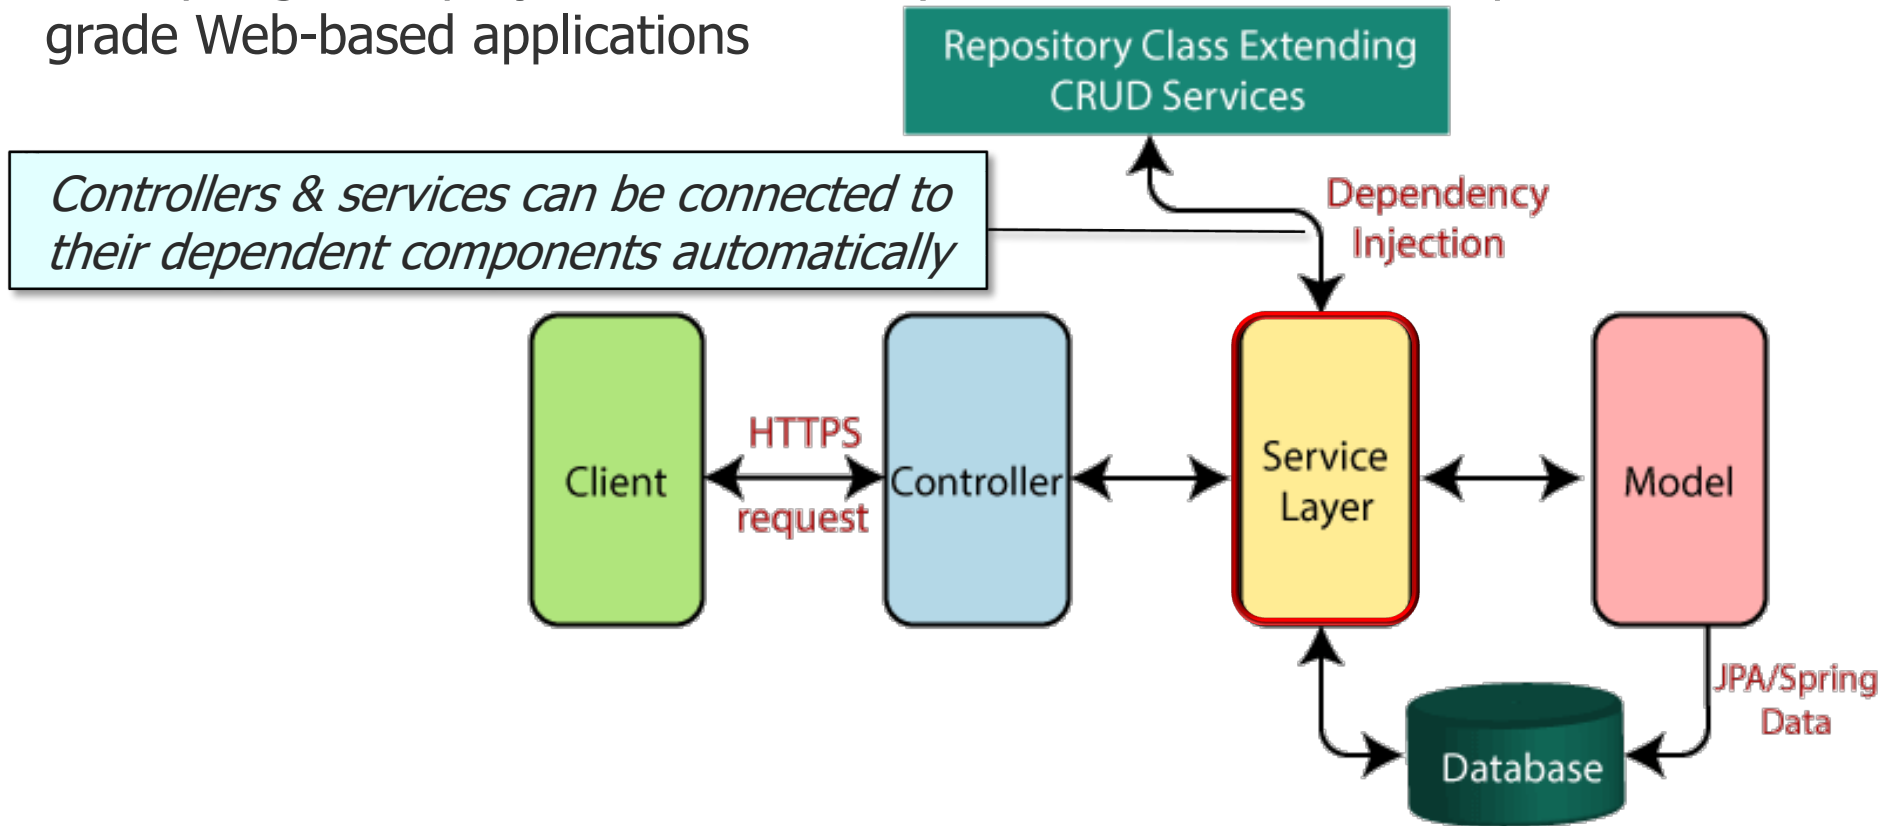 grade Web-based applications
Repository Class Extending
CRUD Services
Controllers & services can be connected to
their dependent components automatically
Dependency
Injection
HTTPS
request
Client
Controller
Service
Layer
Model
JPA/Spring
Data
Database